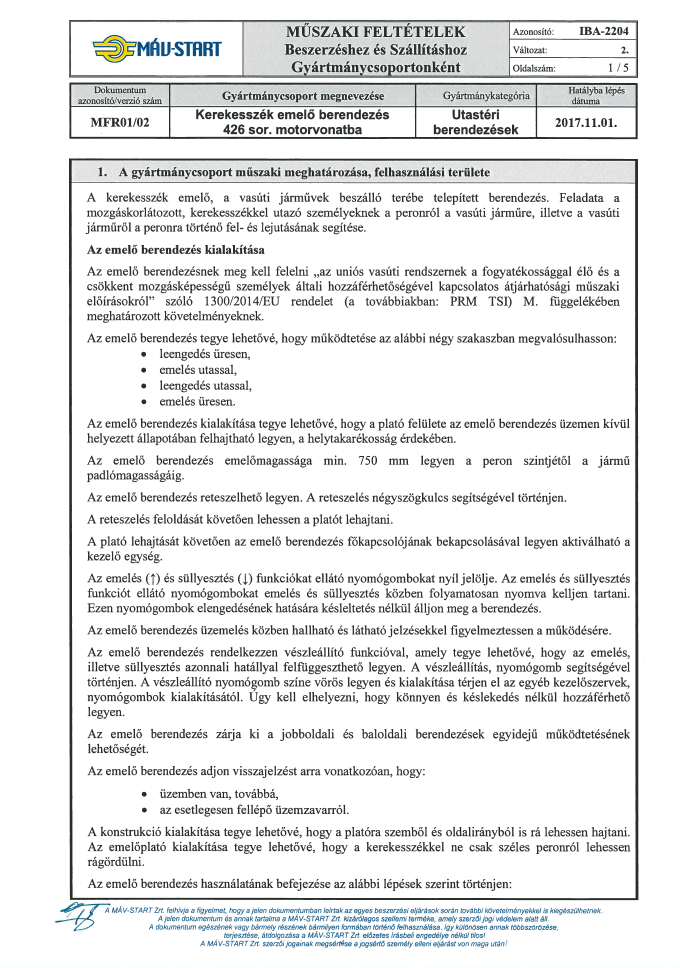 MÁV-START
MŰSZAKI FELTÉTELEK
Beszerzéshez és Szállításhoz
Gyártmánycsoportonként
Azonosító: IBA-2204
Változat: 2.
Oldalszám: 1 / 5
Dokumentum
azonosító/verzió szám
Gyártmánycsoport megnevezése
Gyártmánykategória
Hatályba lépés
dátuma
MFR01/02
Kerekesszék emelő berendezés
426 sor. motorvonatba
Utastéri
berendezések
2017.11.01.
1. A gyártmánycsoport műszaki meghatározása, felhasználási területe
A kerekesszék emelő, a vasúti járművek beszálló terébe telepített berendezés. Feladata a
mozgáskorlátozott, kerekesszékkel utazó személyeknek a peronról a vasúti járműre, illetve a vasúti
járműről a peronra történő fel- és lejutásának segítése.
Az emelő berendezés kialakítása
Az emelő berendezésnek meg kell felelni „az uniós vasúti rendszernek a fogyatékossággal élő és a
csökkent mozgásképességű személyek általi hozzáférhetőségével kapcsolatos átjárhatósági műszaki
előírásokról” szóló 1300/2014/EU rendelet (a továbbiakban: PRM TSI) M. függelékében
meghatározott követelményeknek.
Az emelő berendezés tegye lehetővé, hogy működtetése az alábbi négy szakaszban megvalósulhasson:
• leengedés üresen,
• emelés utassal,
• leengedés utassal,
• emelés üresen.
Az emelő berendezés kialakítása tegye lehetővé, hogy a plató felülete az emelő berendezés üzemen kívül
helyezett állapotában felhajtható legyen, a helytakarékosság érdekében.
Az emelő berendezés emelőmagassága min. 750 mm legyen a peron szintjétől a jármű
padlómagasságáig.
Az emelő berendezés reteszelhető legyen. A reteszelés négyszögkulcs segítségével történjen.
A reteszelés feloldását követően lehessen a platót lehajtani.
A plató lehajtását követően az emelő berendezés főkapcsolójának bekapcsolásával legyen aktiválható a
kezelő egység.
Az emelés (↑) és süllyesztés (↓) funkciókat ellátó nyomógombokat nyíl jelölje. Az emelés és süllyesztés
funkciót ellátó nyomógombokat emelés és süllyesztés közben folyamatosan nyomva kelljen tartani.
Ezen nyomógombok elengedésének hatására késleltetés nélkül álljon meg a berendezés.
Az emelő berendezés üzemelés közben hallható és látható jelzésekkel figyelmeztessen a működésére.
Az emelő berendezés rendelkezzen vészleállító funkcióval, amely tegye lehetővé, hogy az emelés,
illetve süllyesztés azonnali hatállyal felfüggeszthető legyen. A vészleállítás, nyomógomb segítségével
történjen. A vészleállító nyomógomb színe vörös legyen és kialakítása térjen el az egyéb kezelőszervek,
nyomógombok kialakításától. Úgy kell elhelyezni, hogy könnyen és késlekedés nélkül hozzáférhető
legyen.
Az emelő berendezés zárja ki a jobboldali és baloldali berendezések egyidejű működtetésének
lehetőségét.
Az emelő berendezés adjon visszajelzést arra vonatkozóan, hogy:
• üzemben van, továbbá,
• az esetlegesen fellépő üzemzavarról.
A konstrukció kialakítása tegye lehetővé, hogy a platóra szemből és oldalirányból is rá lehessen hajtani.
Az emelőplató kialakítása tegye lehetővé, hogy a kerekesszékkel ne csak széles peronról lehessen
rágördülni.
Az emelő berendezés használatának befejezése az alábbi lépések szerint történjen:
A MÁV-START Zrt. felhívja a figyelmet, hogy a jelen dokumentumban leírtak az egyes beszerzési eljárások során további követelményekkel is kiegészülhetnek.
A jelen dokumentum és annak tartalma a MÁV-START Zrt. kizárólagos szellemi terméke, amely szerzői jogi védelem alatt áll.
A dokumentum egészének vagy bármely részének bármilyen formában történő felhasználása, így különösen annak többszörözése,
terjesztése, átdolgozása a MÁV-START Zrt. előzetes írásbeli engedélye nélkül tilos!
A MÁV-START Zrt. szerzői jogainak megsértése a jogsértő személy elleni eljárást von maga után!